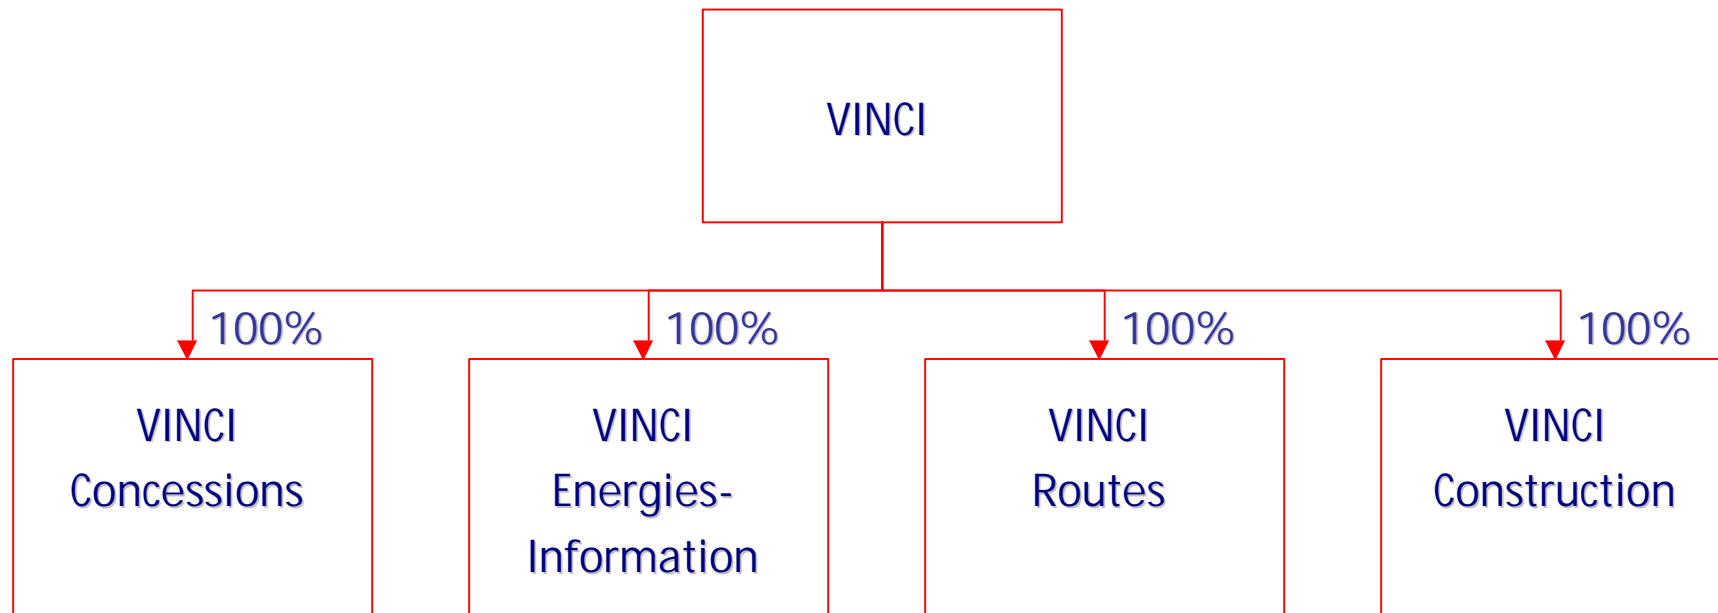 VINCI
100%
100%
100%
100%
VINCI
Concessions
VINCI
Energies-
Information
VINCI
Routes
VINCI
Construction